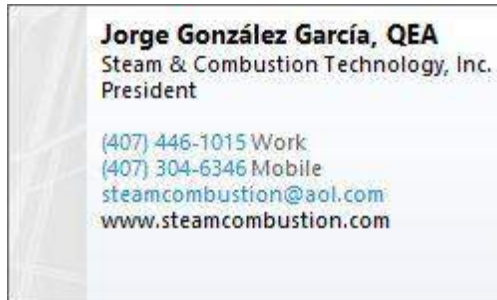 Jorge González García, QEA
Steam & Combustion Technology, Inc.
President
(407) 446-1015 Work
(407) 304-6346 Mobile
steamcombustion@aol.com
www.steamcombustion.com